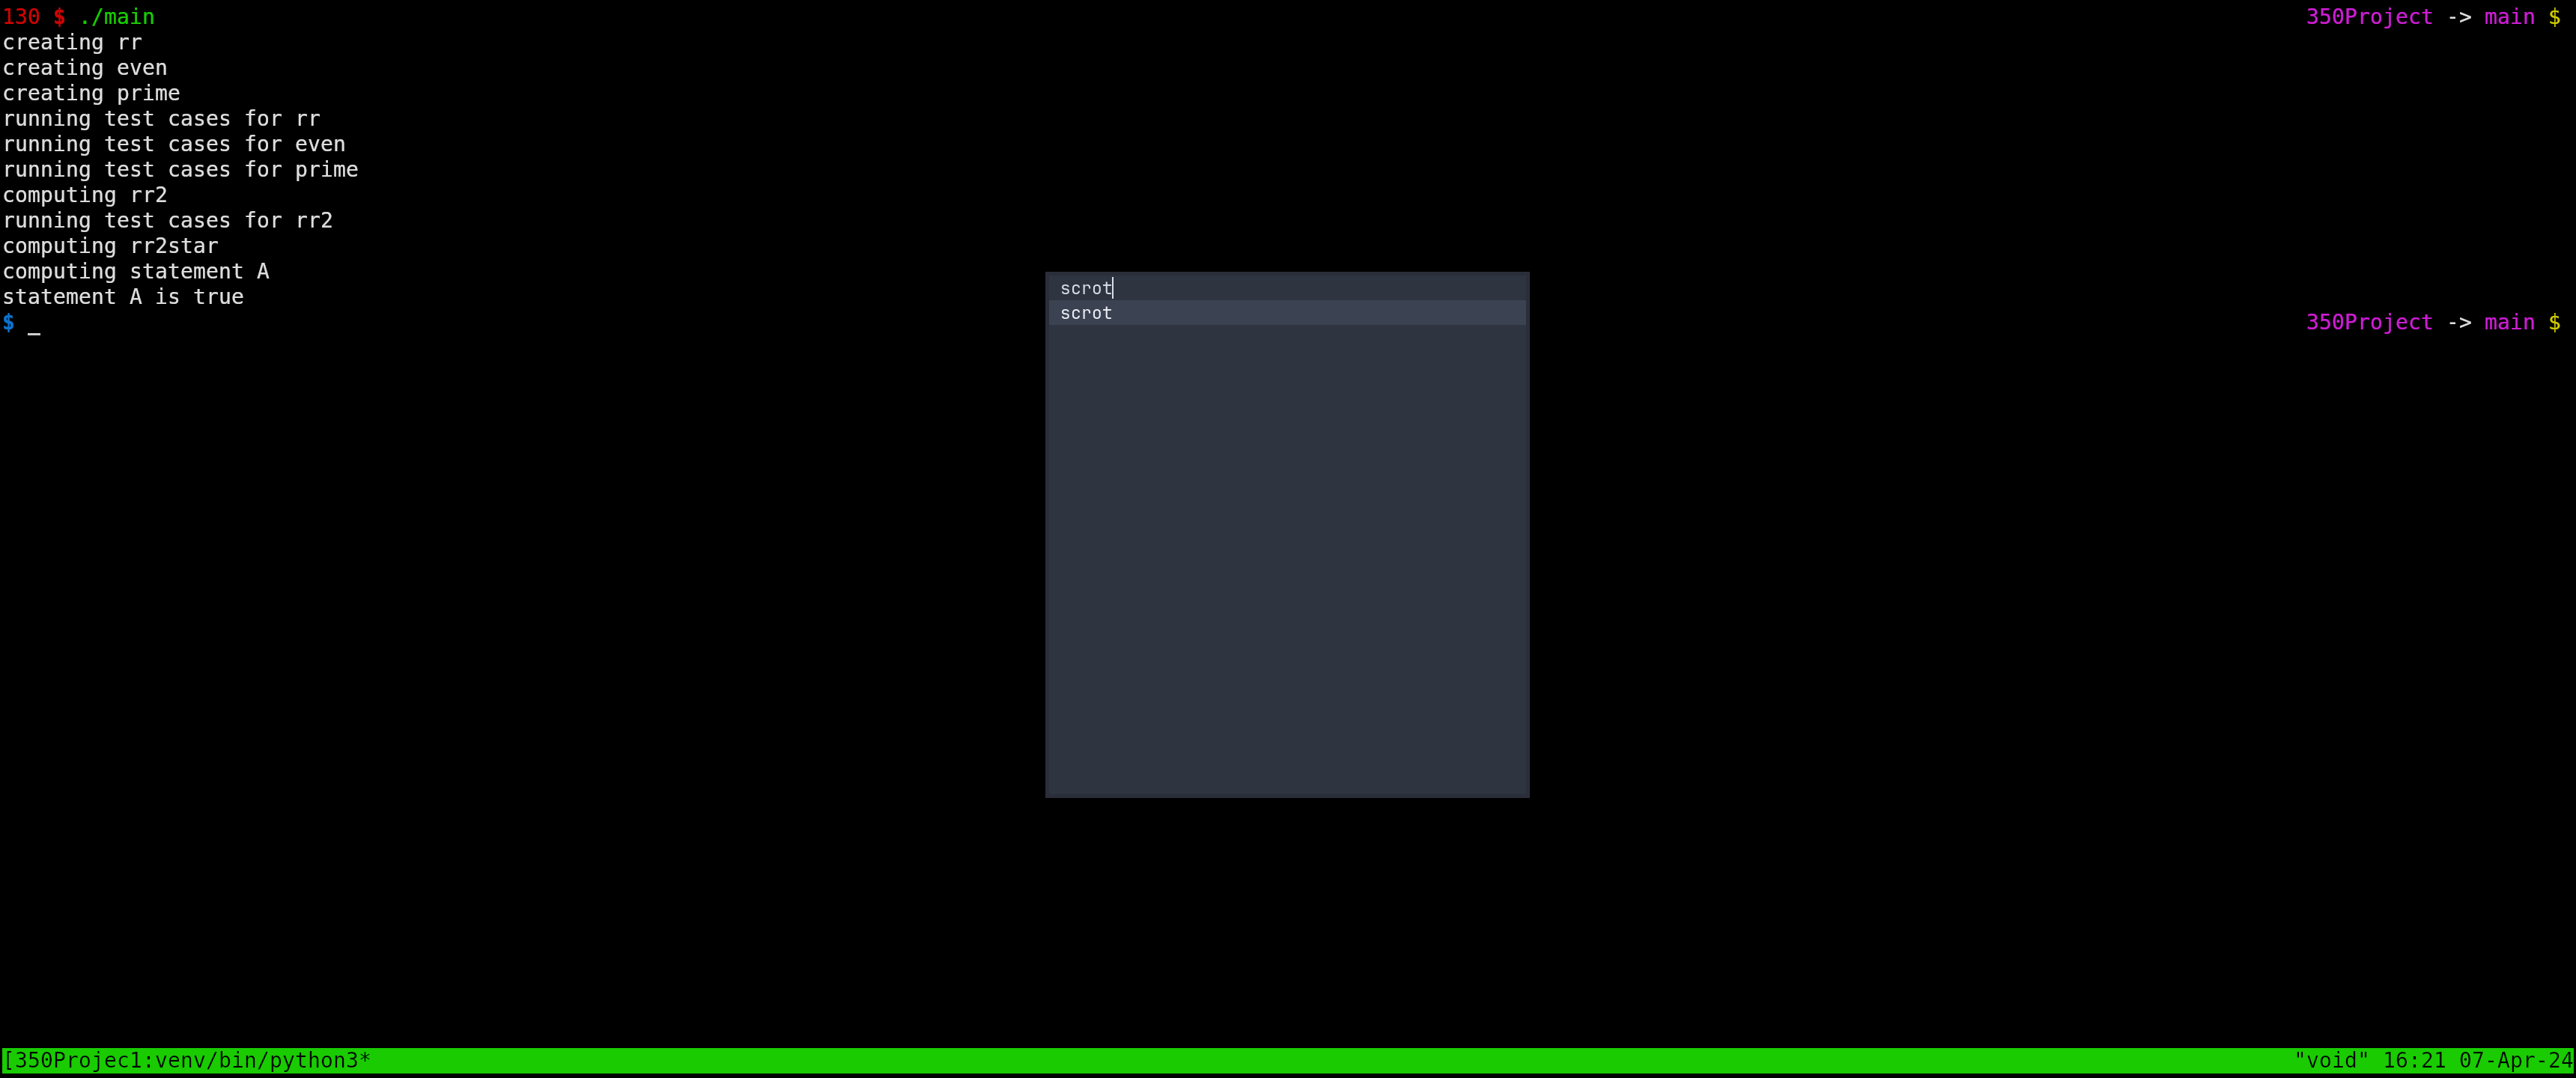 130 $ ./main 350Project -> main $
creating rr
creating even
creating prime
running test cases for rr
running test cases for even
running test cases for prime
computing rr2
running test cases for rr2
computing rr2star
computing statement A
statement A is true
$ _ 350Project -> main $
scrot
scrot
[350Projec1:venv/bin/python3* "void" 16:21 07-Apr-24